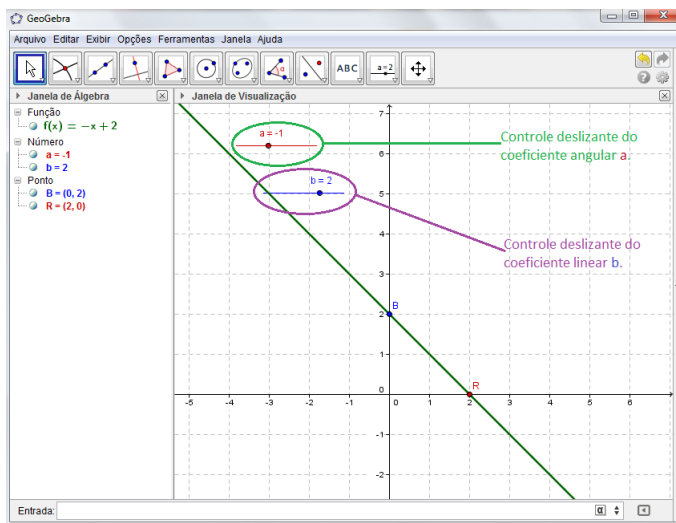 GeoGebra
Arquivo Editar Exibir Opções Ferramentas Janela Ajuda
ABC
a=2
Janela de Álgebra
Janela de Visualização
Função
f(x) = −x + 2
Número
a = -1
b = 2
Ponto
B = (0, 2)
R = (2, 0)
a = -1
Controle deslizante do
coeficiente angular a.
b = 2
Controle deslizante do
coeficiente linear b.
B
R
7
6
5
4
3
2
1
0
-1
-2
-5 -4 -3 -2 -1 0 1 2 3 4 5 6
Entrada:
α